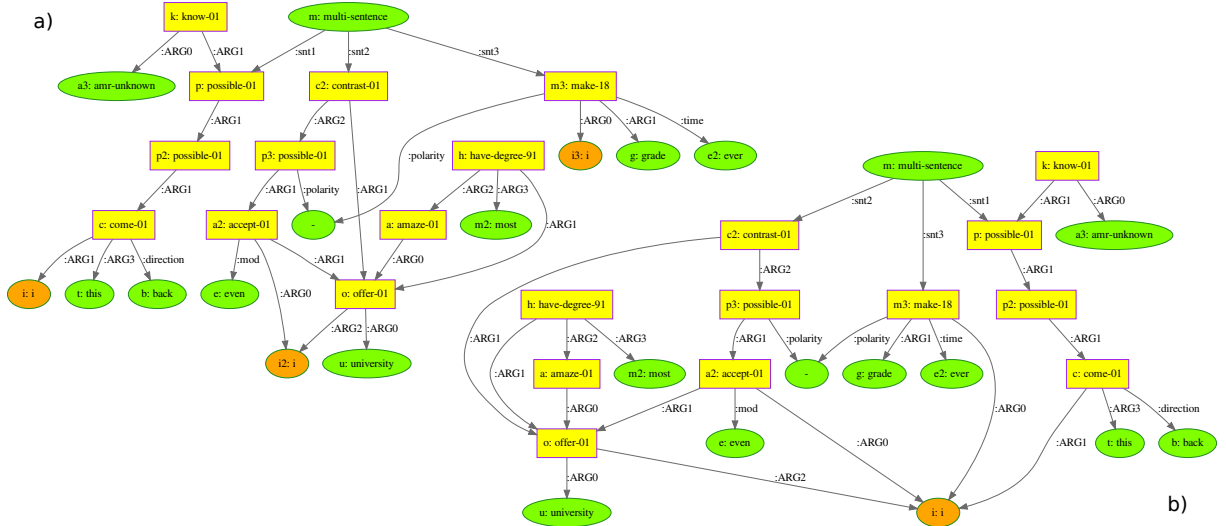 a)
k: know-01
m: multi-sentence
:ARG0
:ARG1
:snt1
:snt2
:snt3
a3: amr-unknown
p: possible-01
c2: contrast-01
m3: make-18
:ARG1
:ARG2
:polarity
:ARG0
:ARG1
:time
p2: possible-01
p3: possible-01
h: have-degree-91
i3: i
g: grade
e2: ever
:ARG1
:ARG1
:polarity
:ARG1
:ARG2
:ARG3
:ARG1
c: come-01
a2: accept-01
-
a: amaze-01
m2: most
:ARG1
:ARG3
:direction
:mod
:ARG1
:ARG0
:ARG0
i: i
t: this
b: back
e: even
o: offer-01
:ARG2
:ARG0
i2: i
u: university
m: multi-sentence
k: know-01
:snt2
:snt3
:snt1
:ARG1
:ARG0
c2: contrast-01
p: possible-01
a3: amr-unknown
:ARG2
:ARG1
:ARG1
h: have-degree-91
p3: possible-01
m3: make-18
p2: possible-01
:ARG1
:ARG2
:ARG3
:ARG1
:polarity
:polarity
:ARG1
:time
:ARG0
:ARG1
a: amaze-01
m2: most
a2: accept-01
-
g: grade
e2: ever
c: come-01
:ARG0
:ARG1
:mod
:ARG0
:ARG1
:ARG3
:direction
o: offer-01
e: even
t: this
b: back
:ARG0
:ARG2
u: university
i: i
b)